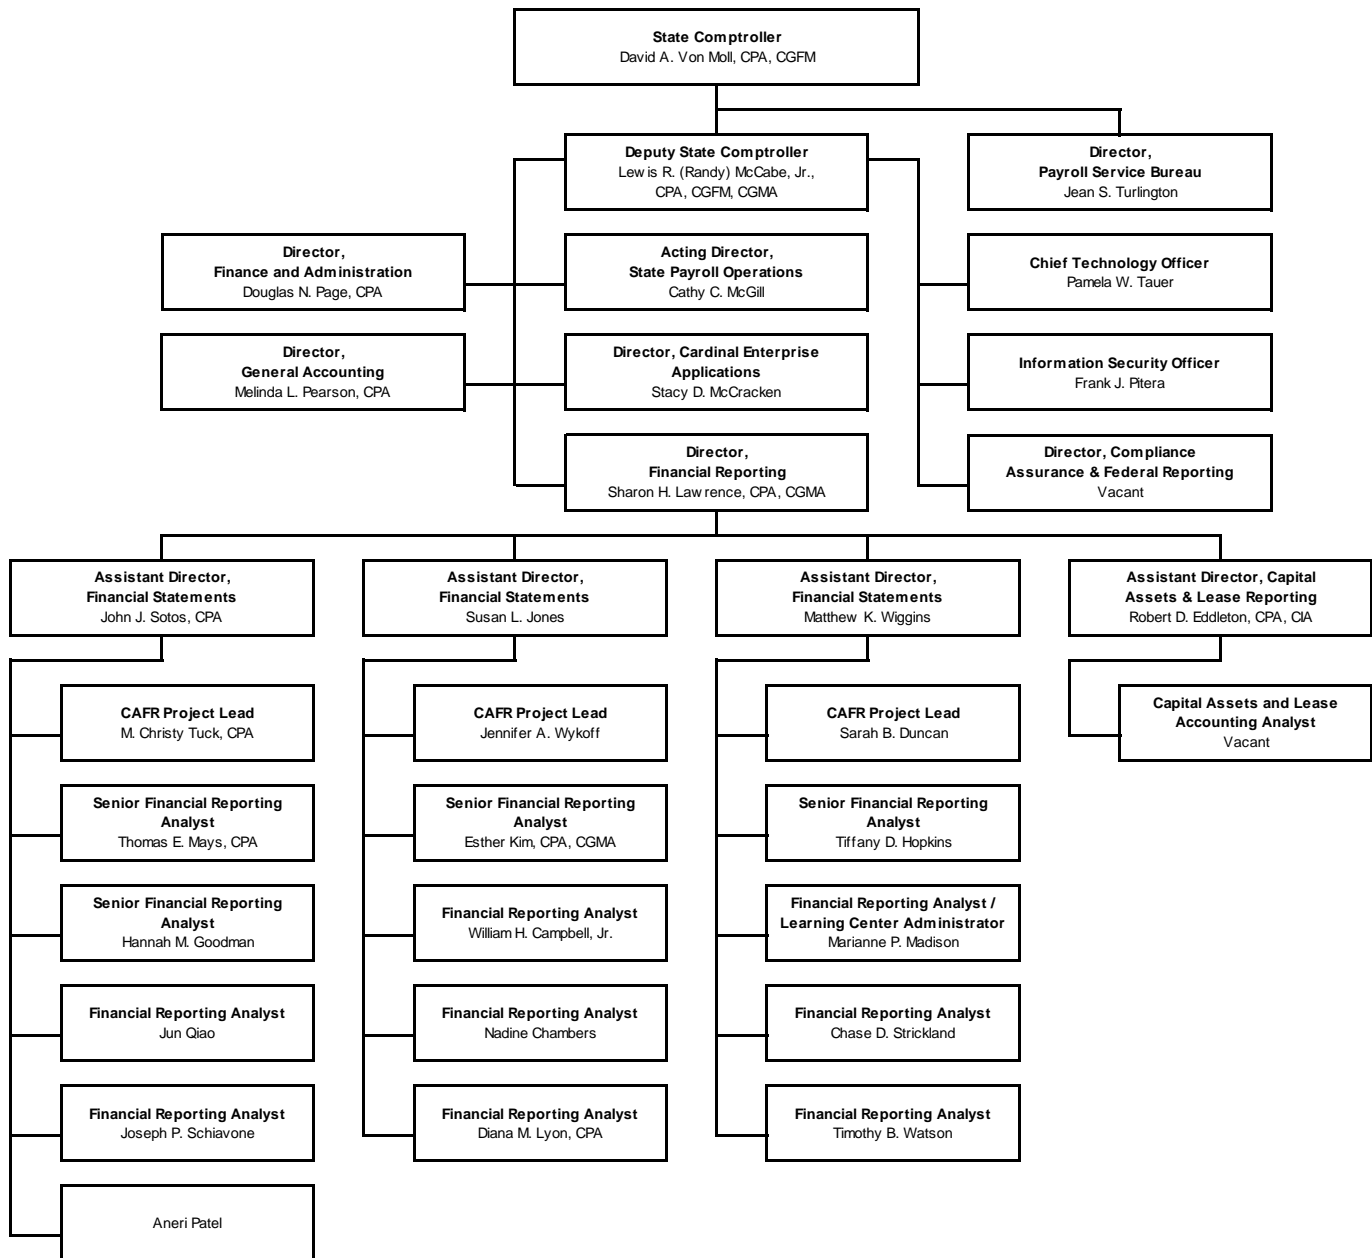 State Comptroller
David A. Von Moll, CPA, CGFM
Deputy State Comptroller
Lewis R. (Randy) McCabe, Jr.,
CPA, CGFM, CGMA
Director,
Payroll Service Bureau
Jean S. Turlington
Director,
Finance and Administration
Douglas N. Page, CPA
Acting Director,
State Payroll Operations
Cathy C. McGill
Chief Technology Officer
Pamela W. Tauer
Director,
General Accounting
Melinda L. Pearson, CPA
Director, Cardinal Enterprise
Applications
Stacy D. McCracken
Information Security Officer
Frank J. Pitera
Director,
Financial Reporting
Sharon H. Lawrence, CPA, CGMA
Director, Compliance
Assurance & Federal Reporting
Vacant
Assistant Director,
Financial Statements
John J. Sotos, CPA
Assistant Director,
Financial Statements
Susan L. Jones
Assistant Director,
Financial Statements
Matthew K. Wiggins
Assistant Director, Capital
Assets & Lease Reporting
Robert D. Eddleton, CPA, CIA
CAFR Project Lead
M. Christy Tuck, CPA
CAFR Project Lead
Jennifer A. Wykoff
CAFR Project Lead
Sarah B. Duncan
Capital Assets and Lease
Accounting Analyst
Vacant
Senior Financial Reporting
Analyst
Thomas E. Mays, CPA
Senior Financial Reporting
Analyst
Esther Kim, CPA, CGMA
Senior Financial Reporting
Analyst
Tiffany D. Hopkins
Senior Financial Reporting
Analyst
Hannah M. Goodman
Financial Reporting Analyst
William H. Campbell, Jr.
Financial Reporting Analyst /
Learning Center Administrator
Marianne P. Madison
Financial Reporting Analyst
Jun Qiao
Financial Reporting Analyst
Nadine Chambers
Financial Reporting Analyst
Chase D. Strickland
Financial Reporting Analyst
Joseph P. Schiavone
Financial Reporting Analyst
Diana M. Lyon, CPA
Financial Reporting Analyst
Timothy B. Watson
Aneri Patel